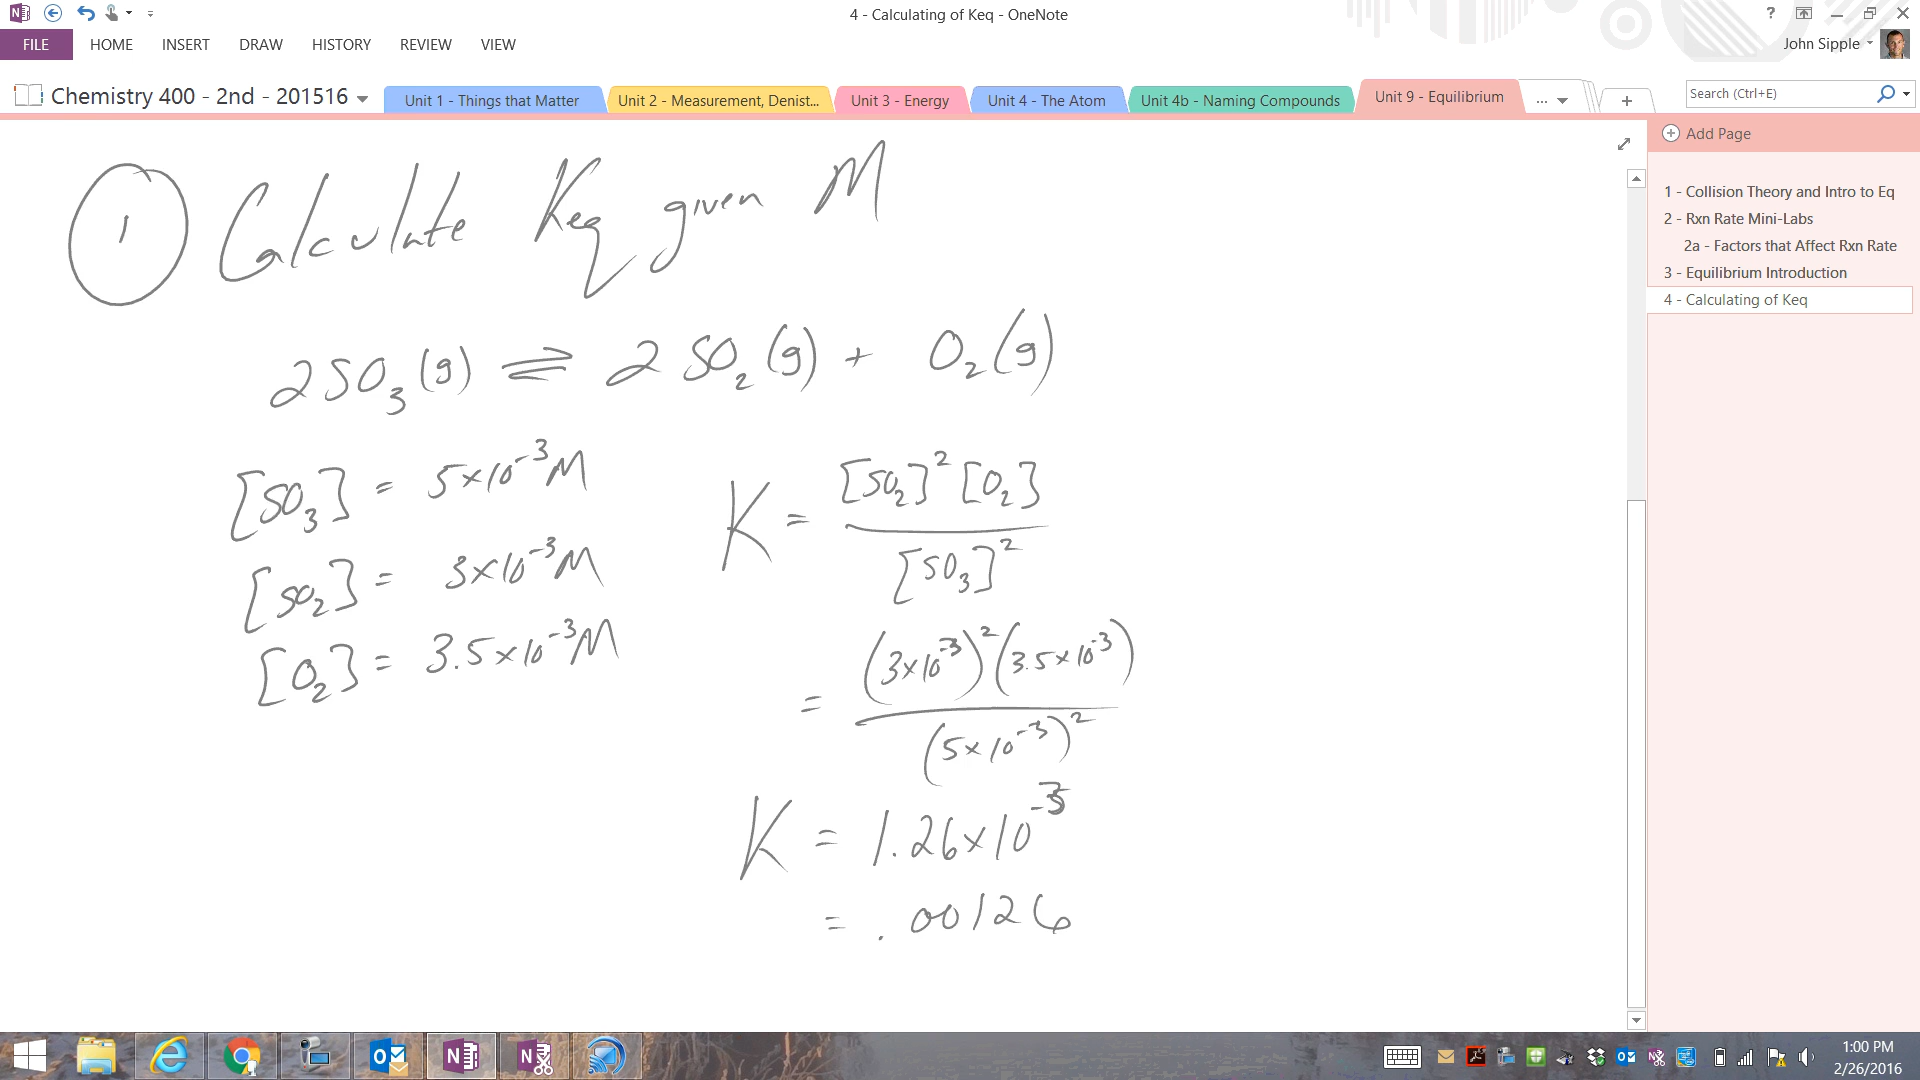 4 - Calculating of Keq - OneNote
?
FILE HOME INSERT DRAW HISTORY REVIEW VIEW
John Sipple
Chemistry 400 - 2nd - 201516
Unit 1 - Things that Matter
Unit 2 - Measurement, Denist...
Unit 3 - Energy
Unit 4 - The Atom
Unit 4b - Naming Compounds
Unit 9 - Equilibrium
...
Search (Ctrl+E)
Add Page
1 - Collision Theory and Intro to Eq
2 - Rxn Rate Mini-Labs
2a - Factors that Affect Rxn Rate
3 - Equilibrium Introduction
4 - Calculating of Keq
1 Calculate Keq given M
2SO₃(g) ⇌ 2SO₂(g) + O₂(g)
[SO₃] = 5×10⁻³M
[SO₂] = 3×10⁻³M
[O₂] = 3.5×10⁻³M
K = [SO₂]²[O₂]
[SO₃]²
= (3×10⁻³)²(3.5×10⁻³)
(5×10⁻³)²
K = 1.26×10⁻³
= .00126
1:00 PM
2/26/2016